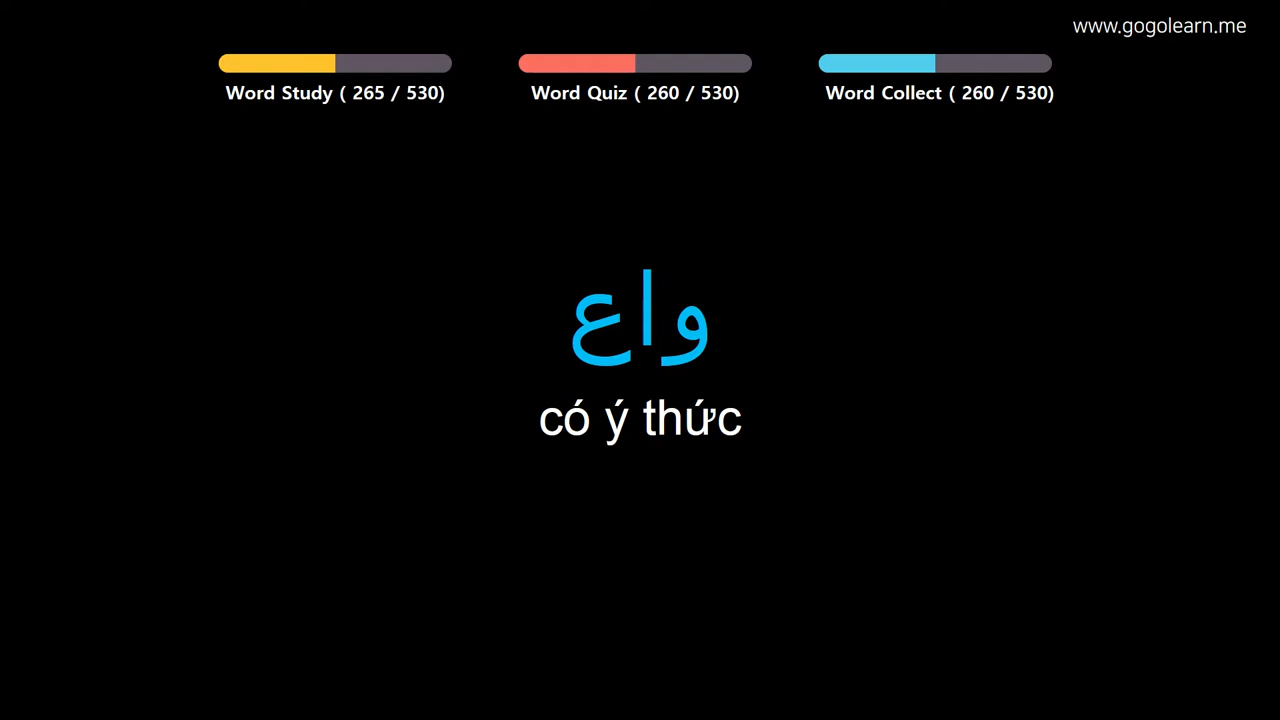 www.gogolearn.me
Word Study ( 265 / 530)
Word Quiz ( 260 / 530)
Word Collect ( 260 / 530)
واع
có ý thức